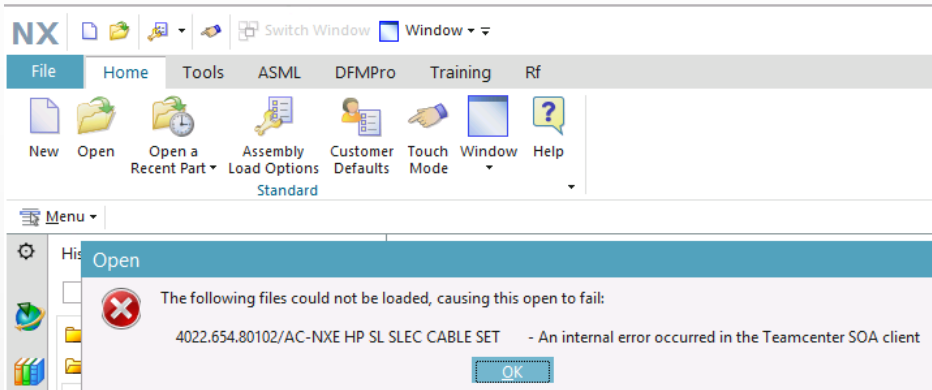 NX Switch Window Window
File Home Tools ASML DFMPro Training Rf
New Open Open a Assembly Customer Touch Window Help
Recent Part Load Options Defaults Mode
Standard
Menu
His
Open
The following files could not be loaded, causing this open to fail:
4022.654.80102/AC-NXE HP SL SLEC CABLE SET - An internal error occurred in the Teamcenter SOA client
OK